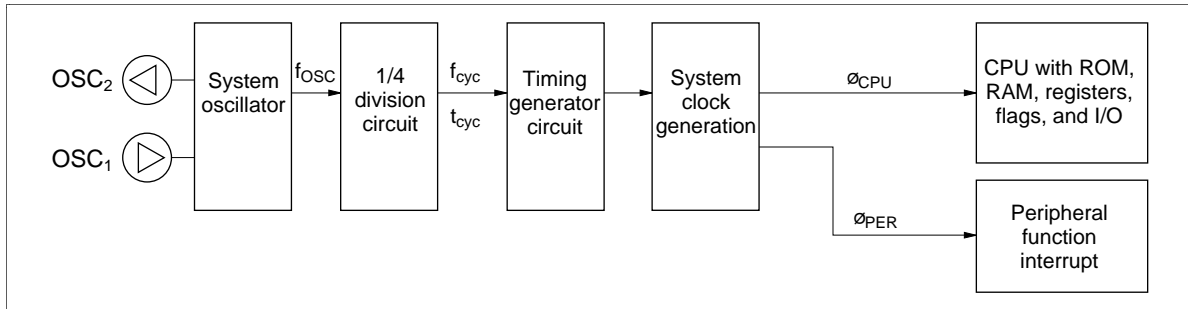 OSC2
OSC1
System
oscillator
fOSC
1/4
division
circuit
fcyc
tcyc
Timing
generator
circuit
System
clock
generation
øCPU
øPER
CPU with ROM,
RAM, registers,
flags, and I/O
Peripheral
function
interrupt